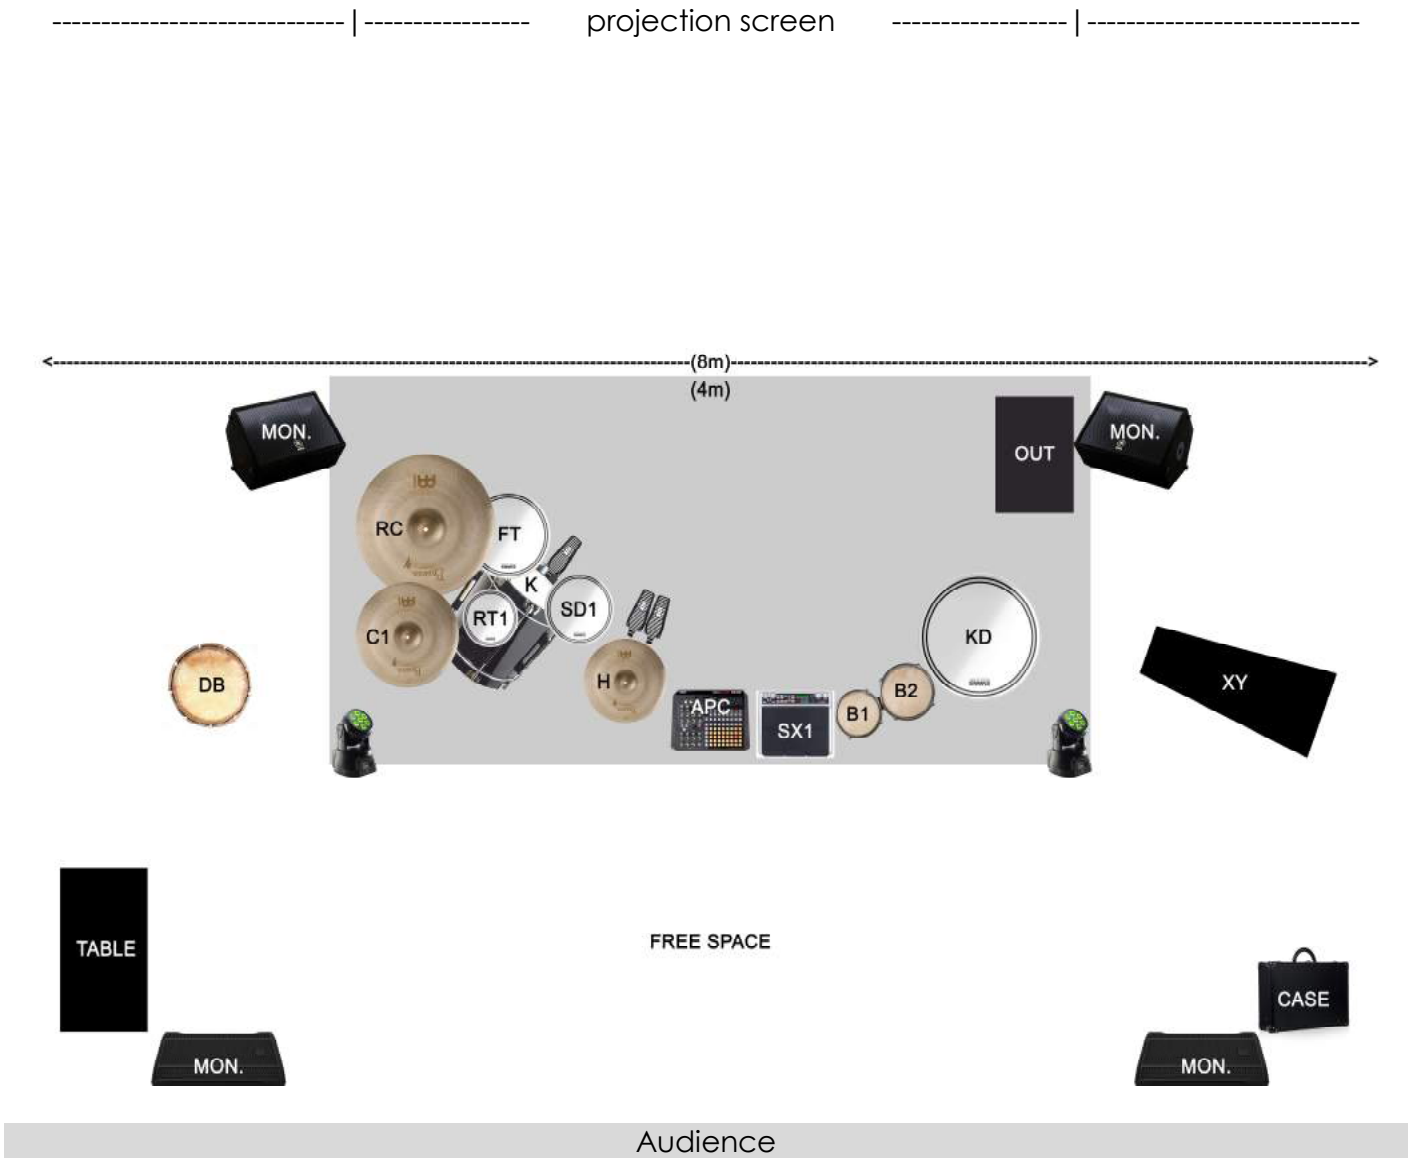 projection screen
(8m)
(4m)
MON.
MON.
OUT
RC
FT
K
RT1
SD1
C1
KD
H
DB
B2
XY
APC
B1
SX1
TABLE
FREE SPACE
CASE
MON.
MON.
Audience